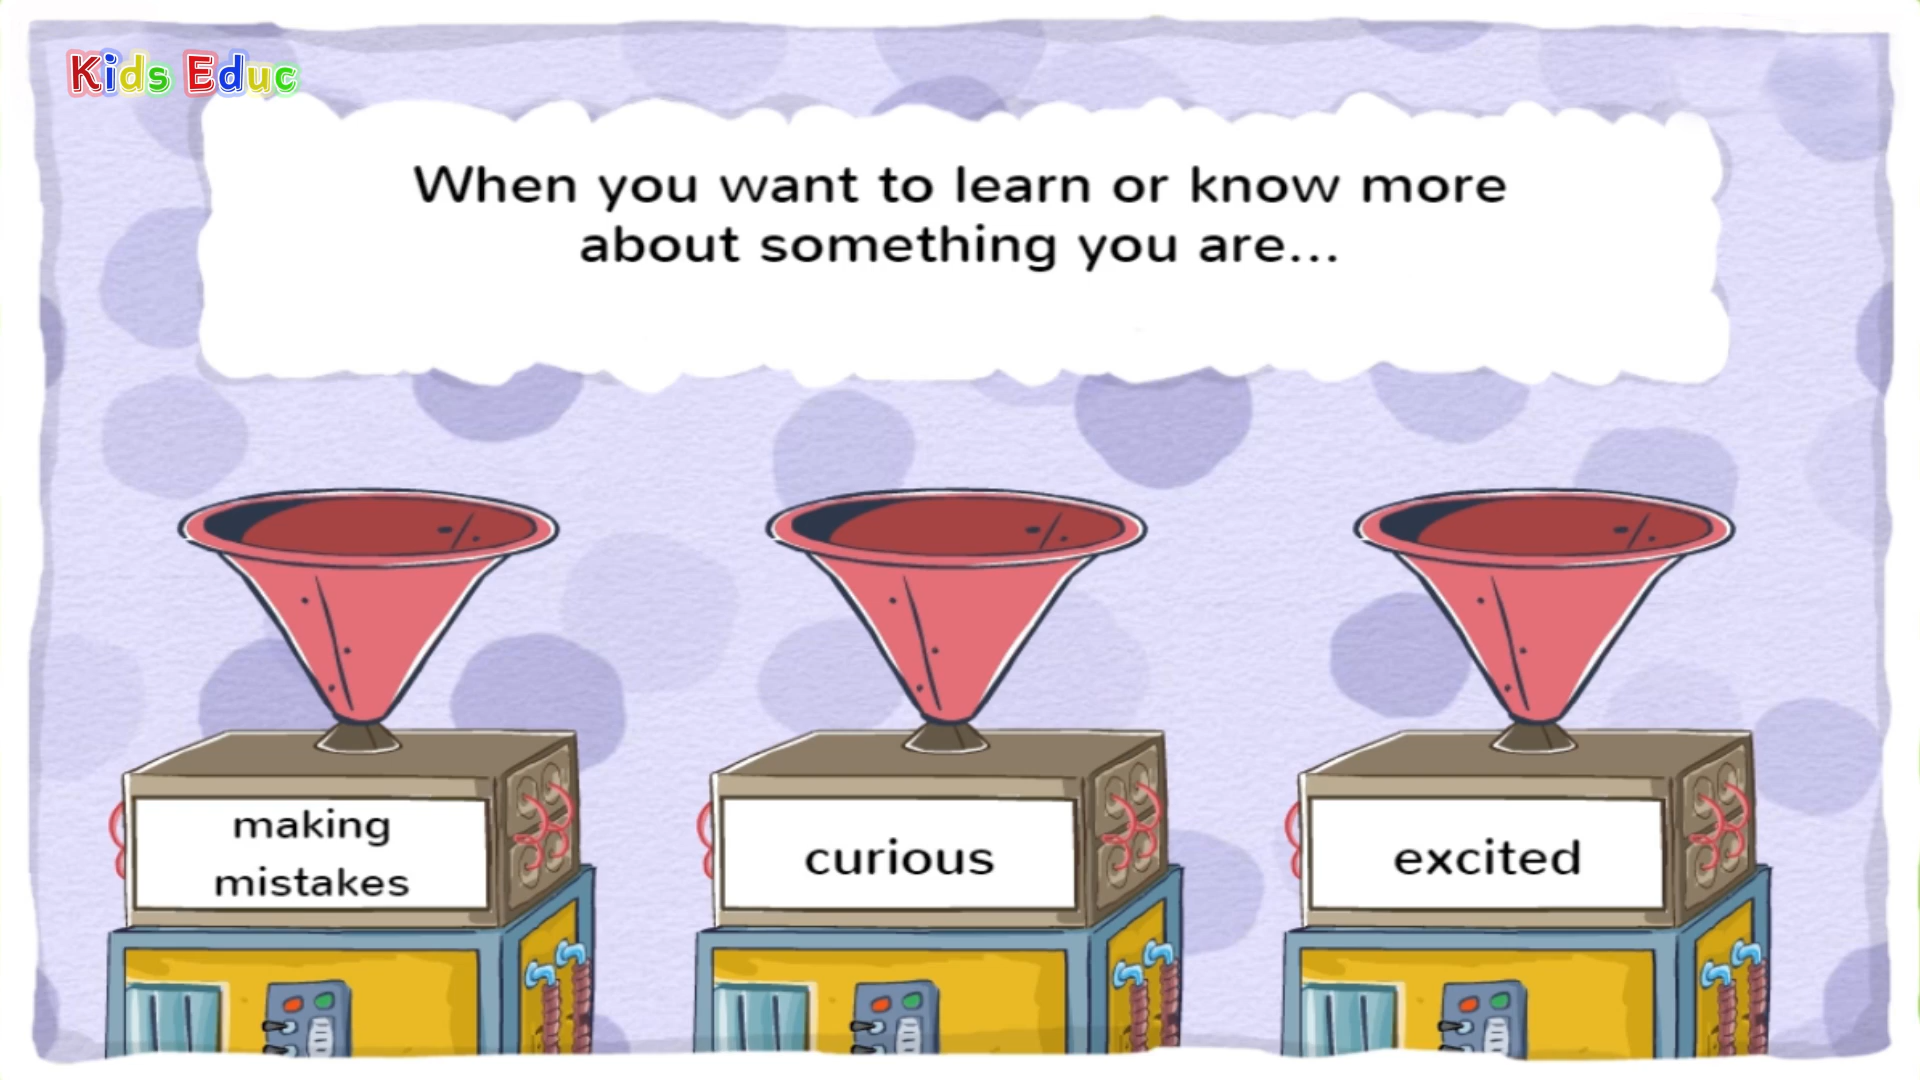 Kids Educ
When you want to learn or know more
about something you are...
making
mistakes
curious
excited